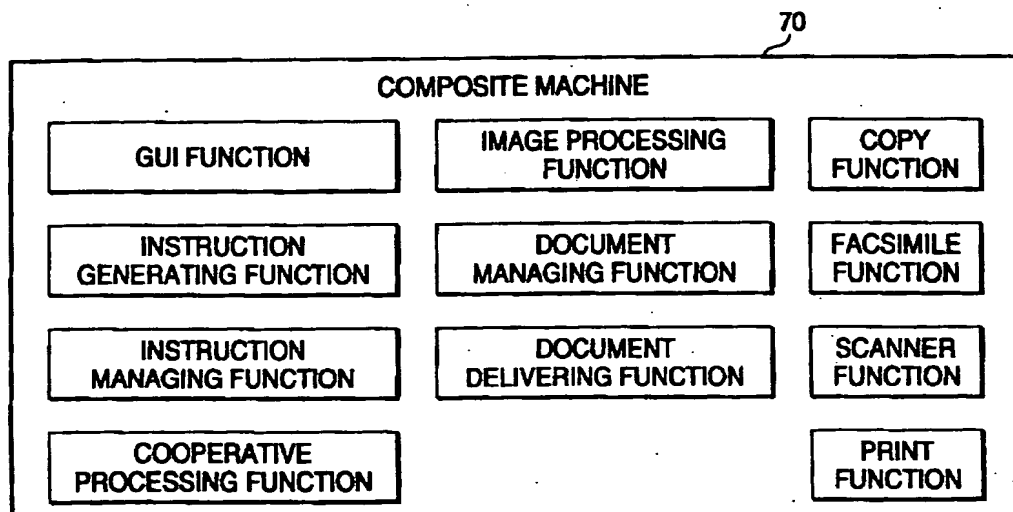 70
COMPOSITE MACHINE
GUI FUNCTION
IMAGE PROCESSING
FUNCTION
COPY
FUNCTION
INSTRUCTION
GENERATING FUNCTION
DOCUMENT
MANAGING FUNCTION
FACSIMILE
FUNCTION
INSTRUCTION
MANAGING FUNCTION
DOCUMENT
DELIVERING FUNCTION
SCANNER
FUNCTION
COOPERATIVE
PROCESSING FUNCTION
PRINT
FUNCTION